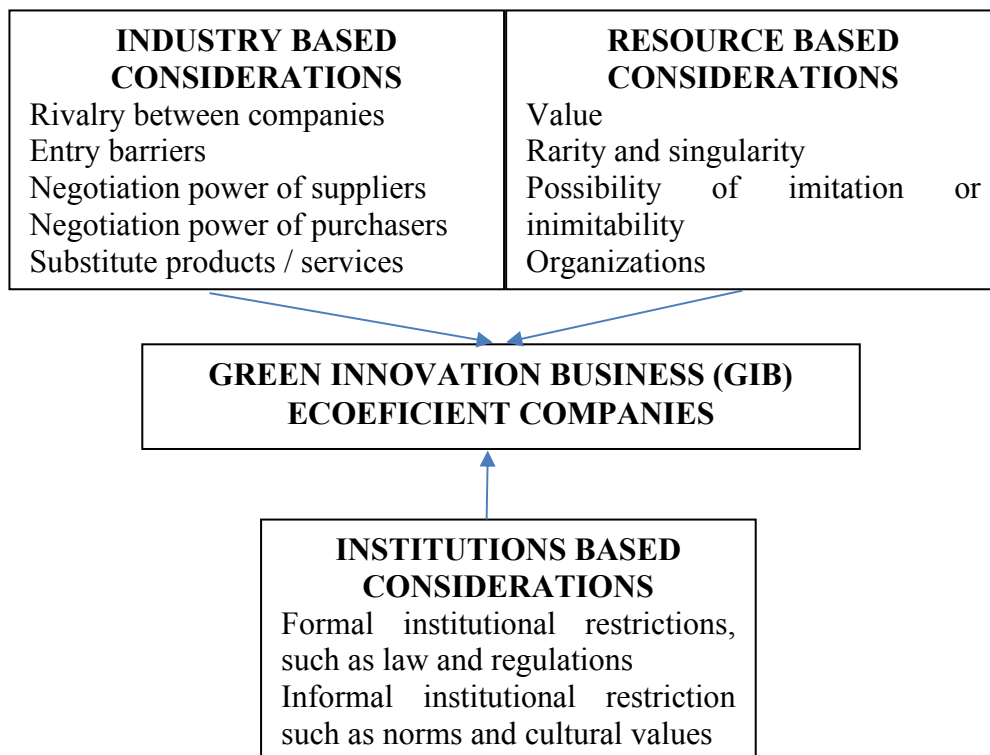 INDUSTRY BASED
CONSIDERATIONS
Rivalry between companies
Entry barriers
Negotiation power of suppliers
Negotiation power of purchasers
Substitute products / services
RESOURCE BASED
CONSIDERATIONS
Value
Rarity and singularity
Possibility of imitation or
inimitability
Organizations
GREEN INNOVATION BUSINESS (GIB)
ECOEFICIENT COMPANIES
INSTITUTIONS BASED
CONSIDERATIONS
Formal institutional restrictions,
such as law and regulations
Informal institutional restriction
such as norms and cultural values